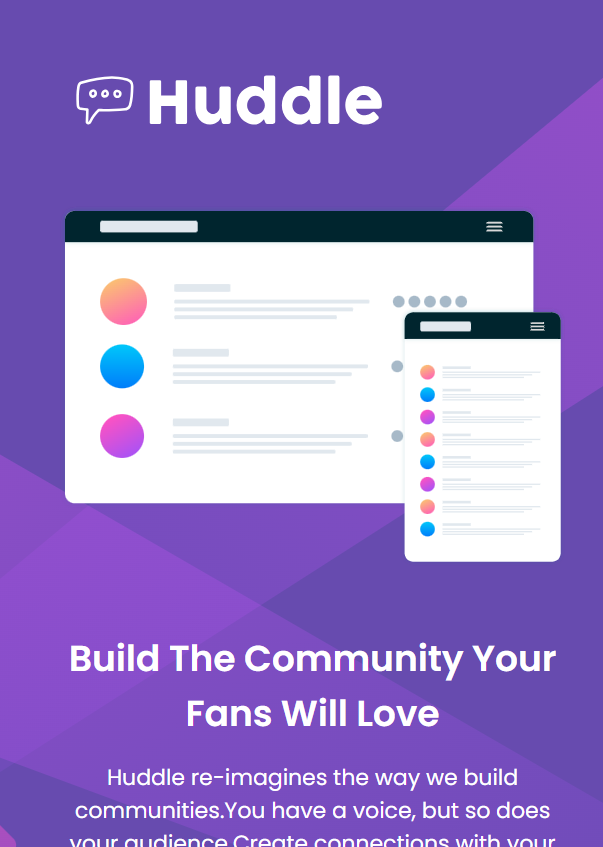 Huddle
Build The Community Your
Fans Will Love
Huddle re-imagines the way we build
communities.You have a voice, but so does
your audience.Create connections with your